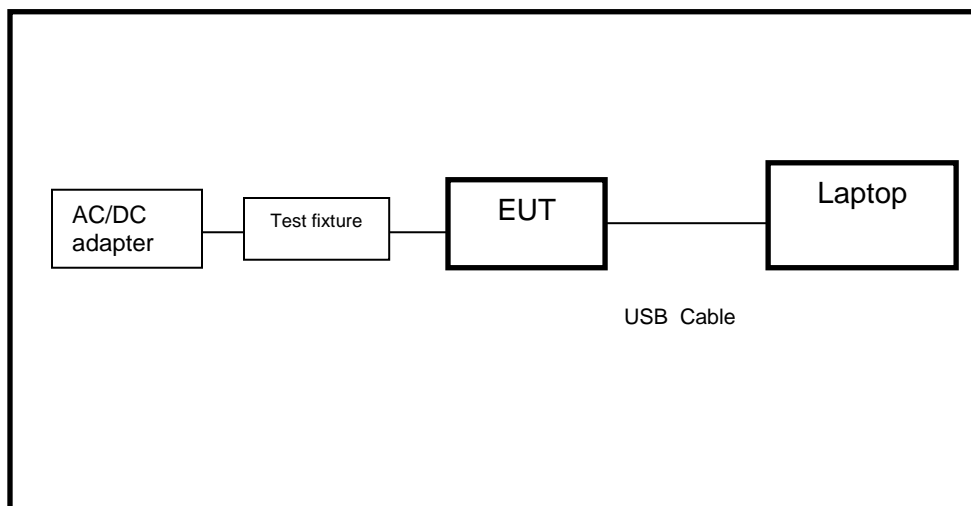 AC/DC
adapter
Test fixture
EUT
Laptop
USB Cable